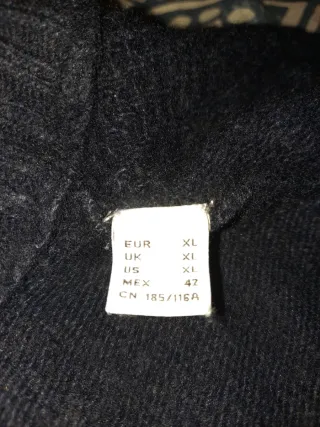 EUR XL
UK XL
US XL
MEX 42
CN 185/116A